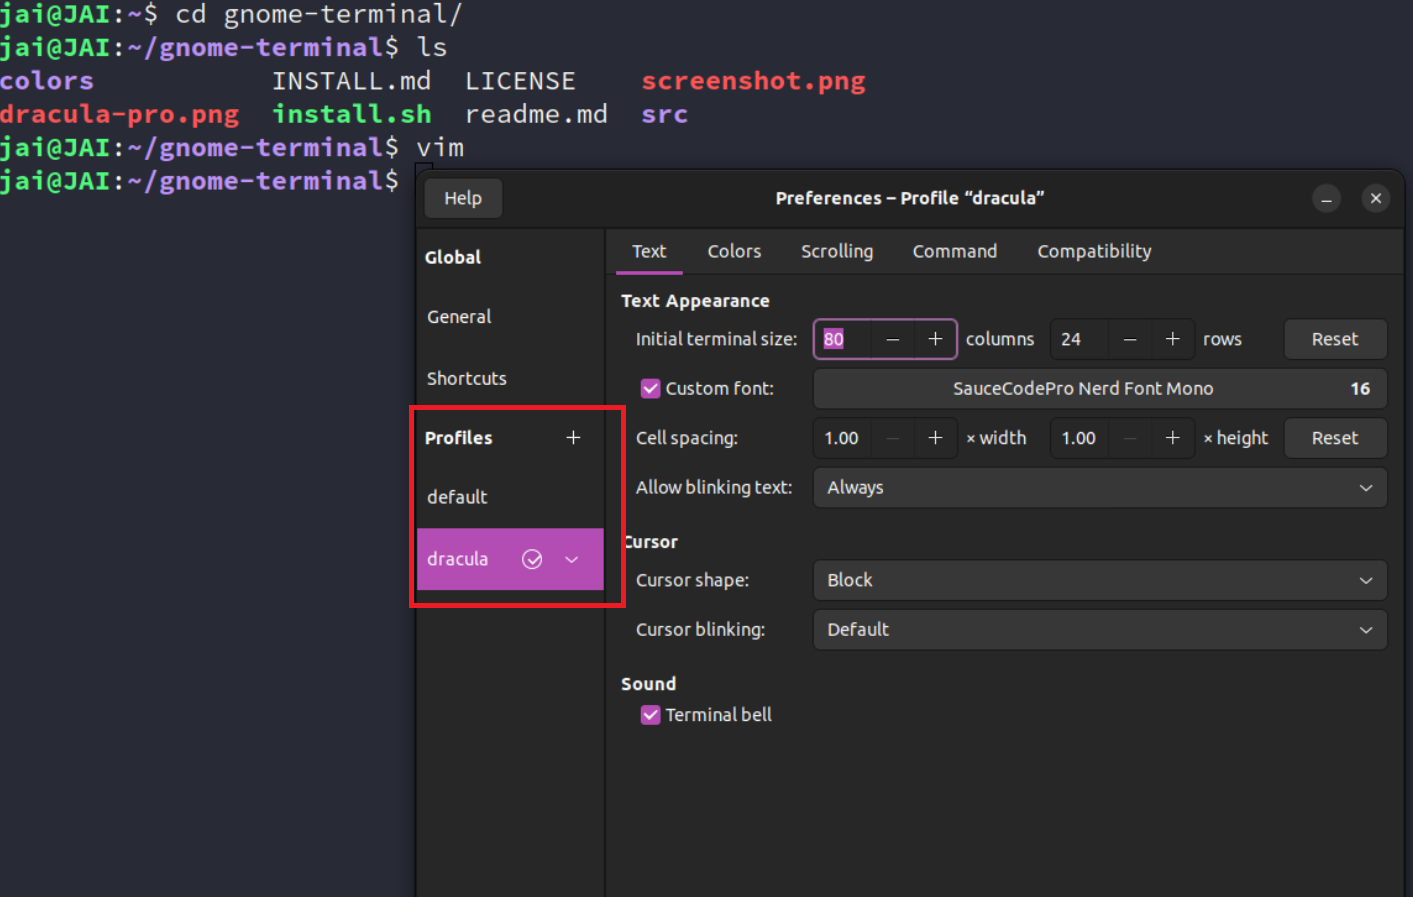 jai@JAI:~$ cd gnome-terminal/
jai@JAI:~/gnome-terminal$ ls
colors INSTALL.md LICENSE screenshot.png
dracula-pro.png install.sh readme.md src
jai@JAI:~/gnome-terminal$ vim
jai@JAI:~/gnome-terminal$
Help Preferences – Profile “dracula”
Global
General
Shortcuts
Profiles +
default
dracula
Text Colors Scrolling Command Compatibility
Text Appearance
Initial terminal size: 80 − + columns 24 − + rows Reset
Custom font: SauceCodePro Nerd Font Mono 16
Cell spacing: 1.00 − + × width 1.00 − + × height Reset
Allow blinking text: Always
Cursor
Cursor shape: Block
Cursor blinking: Default
Sound
Terminal bell